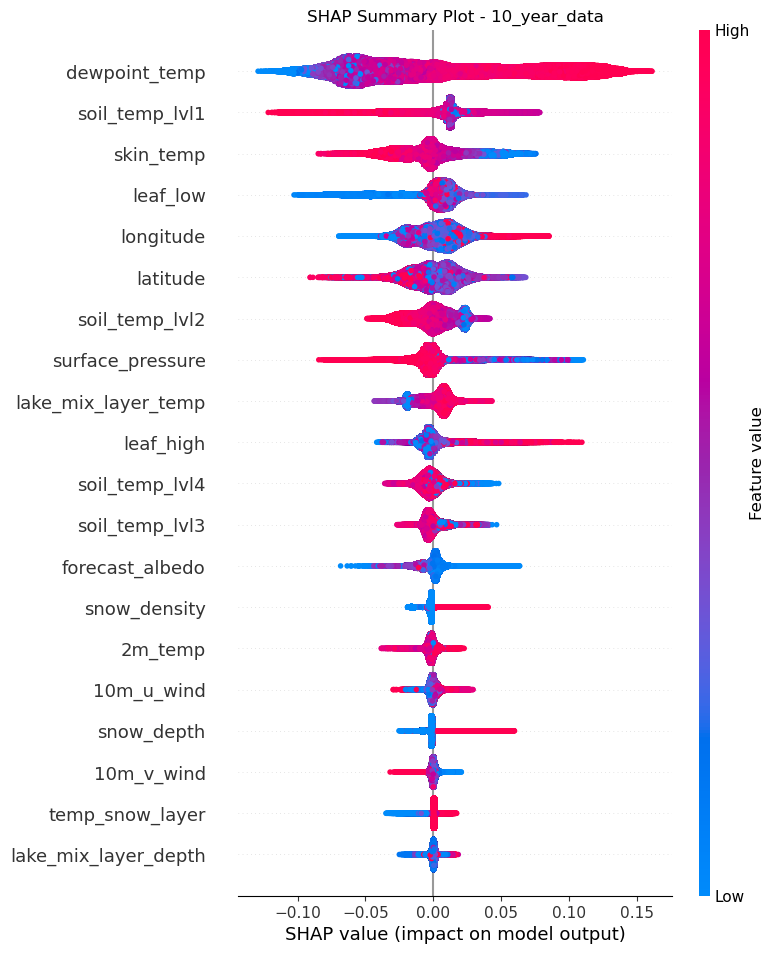 SHAP Summary Plot - 10_year_data
High
dewpoint_temp
soil_temp_lvl1
skin_temp
leaf_low
longitude
latitude
soil_temp_lvl2
surface_pressure
lake_mix_layer_temp
leaf_high
soil_temp_lvl4
soil_temp_lvl3
forecast_albedo
snow_density
2m_temp
10m_u_wind
snow_depth
10m_v_wind
temp_snow_layer
lake_mix_layer_depth
Feature value
Low
−0.10 −0.05 0.00 0.05 0.10 0.15
SHAP value (impact on model output)